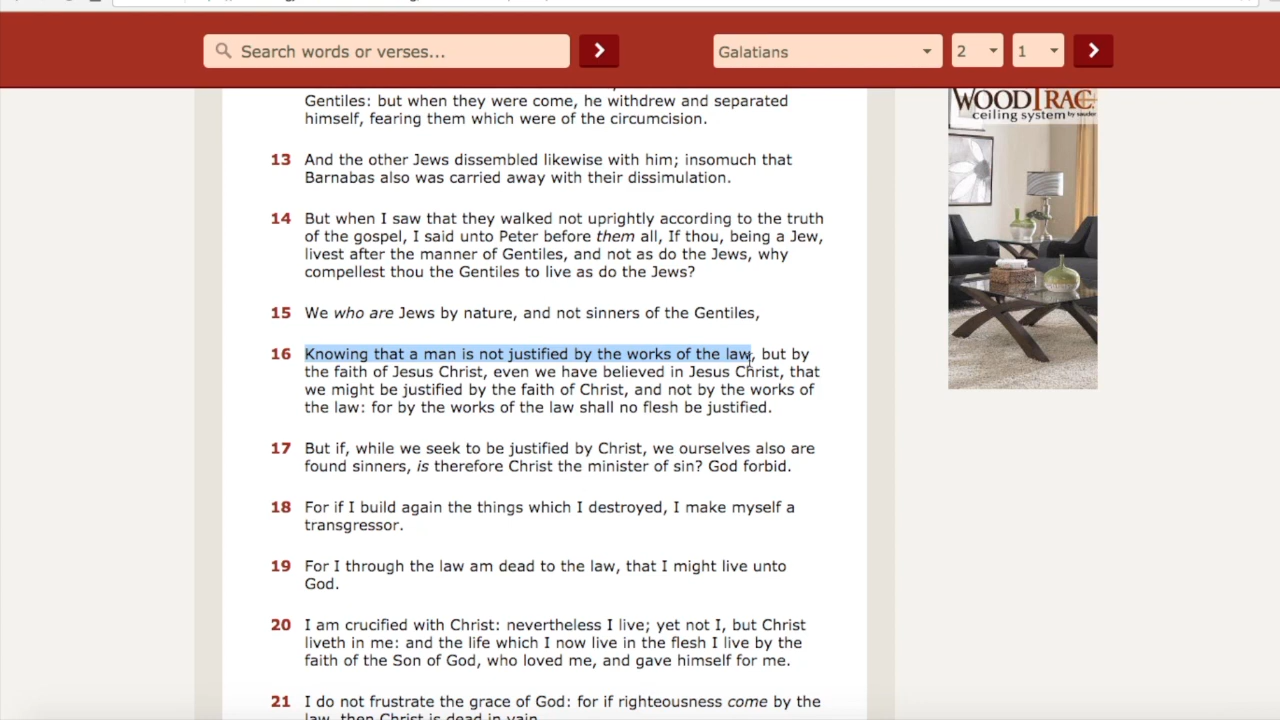 Search words or verses...
Galatians
2
1
Gentiles: but when they were come, he withdrew and separated
himself, fearing them which were of the circumcision.
13 And the other Jews dissembled likewise with him; insomuch that
Barnabas also was carried away with their dissimulation.
14 But when I saw that they walked not uprightly according to the truth
of the gospel, I said unto Peter before them all, If thou, being a Jew,
livest after the manner of Gentiles, and not as do the Jews, why
compellest thou the Gentiles to live as do the Jews?
15 We who are Jews by nature, and not sinners of the Gentiles,
16 Knowing that a man is not justified by the works of the law, but by
the faith of Jesus Christ, even we have believed in Jesus Christ, that
we might be justified by the faith of Christ, and not by the works of
the law: for by the works of the law shall no flesh be justified.
17 But if, while we seek to be justified by Christ, we ourselves also are
found sinners, is therefore Christ the minister of sin? God forbid.
18 For if I build again the things which I destroyed, I make myself a
transgressor.
19 For I through the law am dead to the law, that I might live unto
God.
20 I am crucified with Christ: nevertheless I live; yet not I, but Christ
liveth in me: and the life which I now live in the flesh I live by the
faith of the Son of God, who loved me, and gave himself for me.
21 I do not frustrate the grace of God: for if righteousness come by the
law, then Christ is dead in vain.
WOODTRAC
ceiling system by sauder